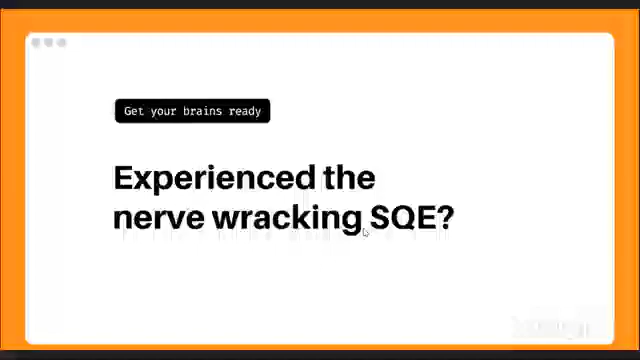 Get your brains ready
Experienced the
nerve wracking SQE?